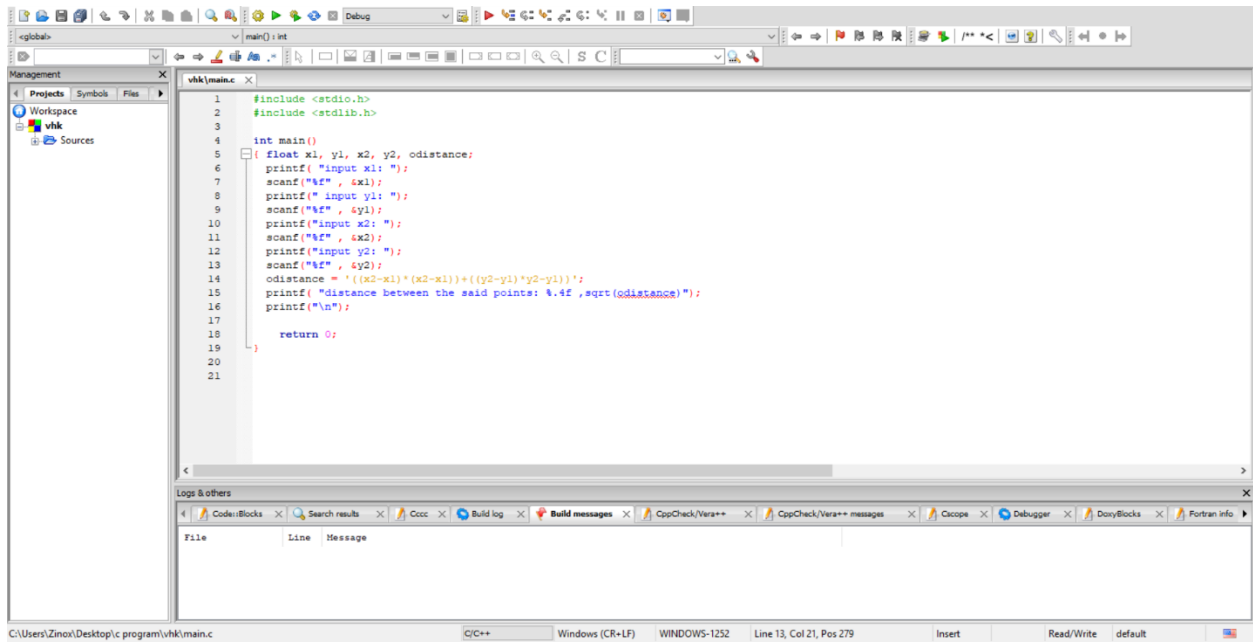 Debug
<global>
main() : int
S C
Management
Projects Symbols Files
Workspace
vhk
Sources
vhk\main.c
1 #include <stdio.h>
2 #include <stdlib.h>
3
4 int main()
5 { float x1, y1, x2, y2, odistance;
6 printf( "input x1: ");
7 scanf("%f" , &x1);
8 printf(" input y1: ");
9 scanf("%f" , &y1);
10 printf("input x2: ");
11 scanf("%f" , &x2);
12 printf("input y2: ");
13 scanf("%f" , &y2);
14 odistance = '((x2-x1)*(x2-x1))+((y2-y1)*y2-y1))';
15 printf( "distance between the said points: %.4f ,sqrt(odistance)");
16 printf("\n");
17
18 return 0;
19 }
20
21
Logs & others
Code::Blocks Search results Cccc Build log Build messages CppCheck/Vera++ CppCheck/Vera++ messages Cscope Debugger DoxyBlocks Fortran info
File Line Message
C:\Users\Zinox\Desktop\c program\vhk\main.c C/C++ Windows (CR+LF) WINDOWS-1252 Line 13, Col 21, Pos 279 Insert Read/Write default